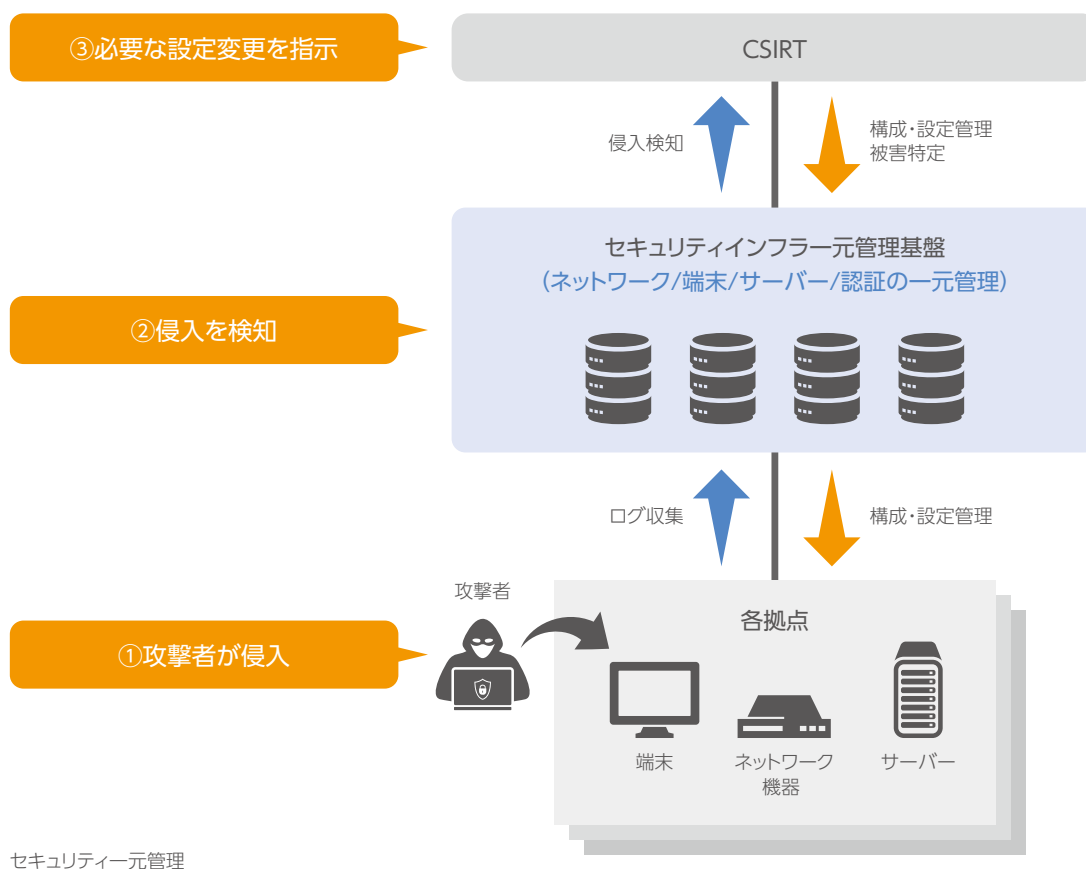 ③必要な設定変更を指示
CSIRT
侵入検知
構成・設定管理
被害特定
セキュリティインフラ一元管理基盤
(ネットワーク/端末/サーバー/認証の一元管理)
②侵入を検知
ログ収集
構成・設定管理
攻撃者
各拠点
①攻撃者が侵入
端末
ネットワーク
機器
サーバー
セキュリティ一元管理